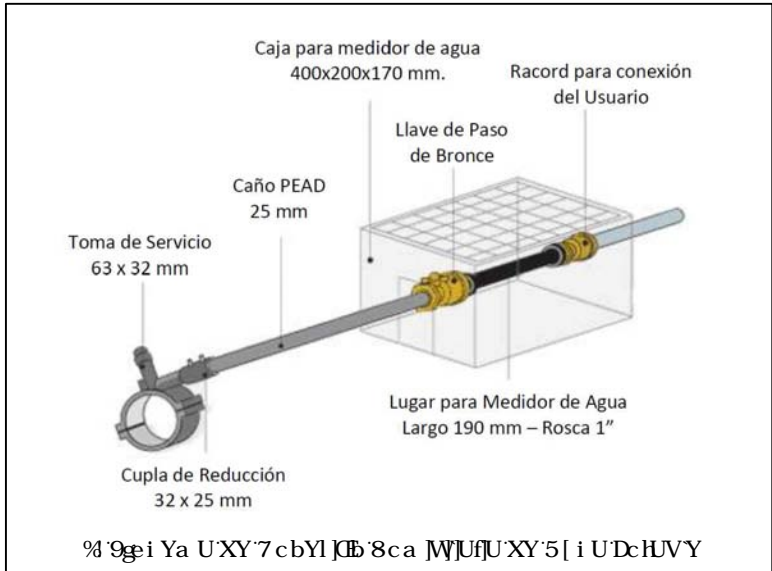 Caja para medidor de agua
400x200x170 mm.
Racord para conexión
del Usuario
Llave de Paso
de Bronce
Caño PEAD
25 mm
Toma de Servicio
63 x 32 mm
Lugar para Medidor de Agua
Largo 190 mm – Rosca 1”
Cupla de Reducción
32 x 25 mm